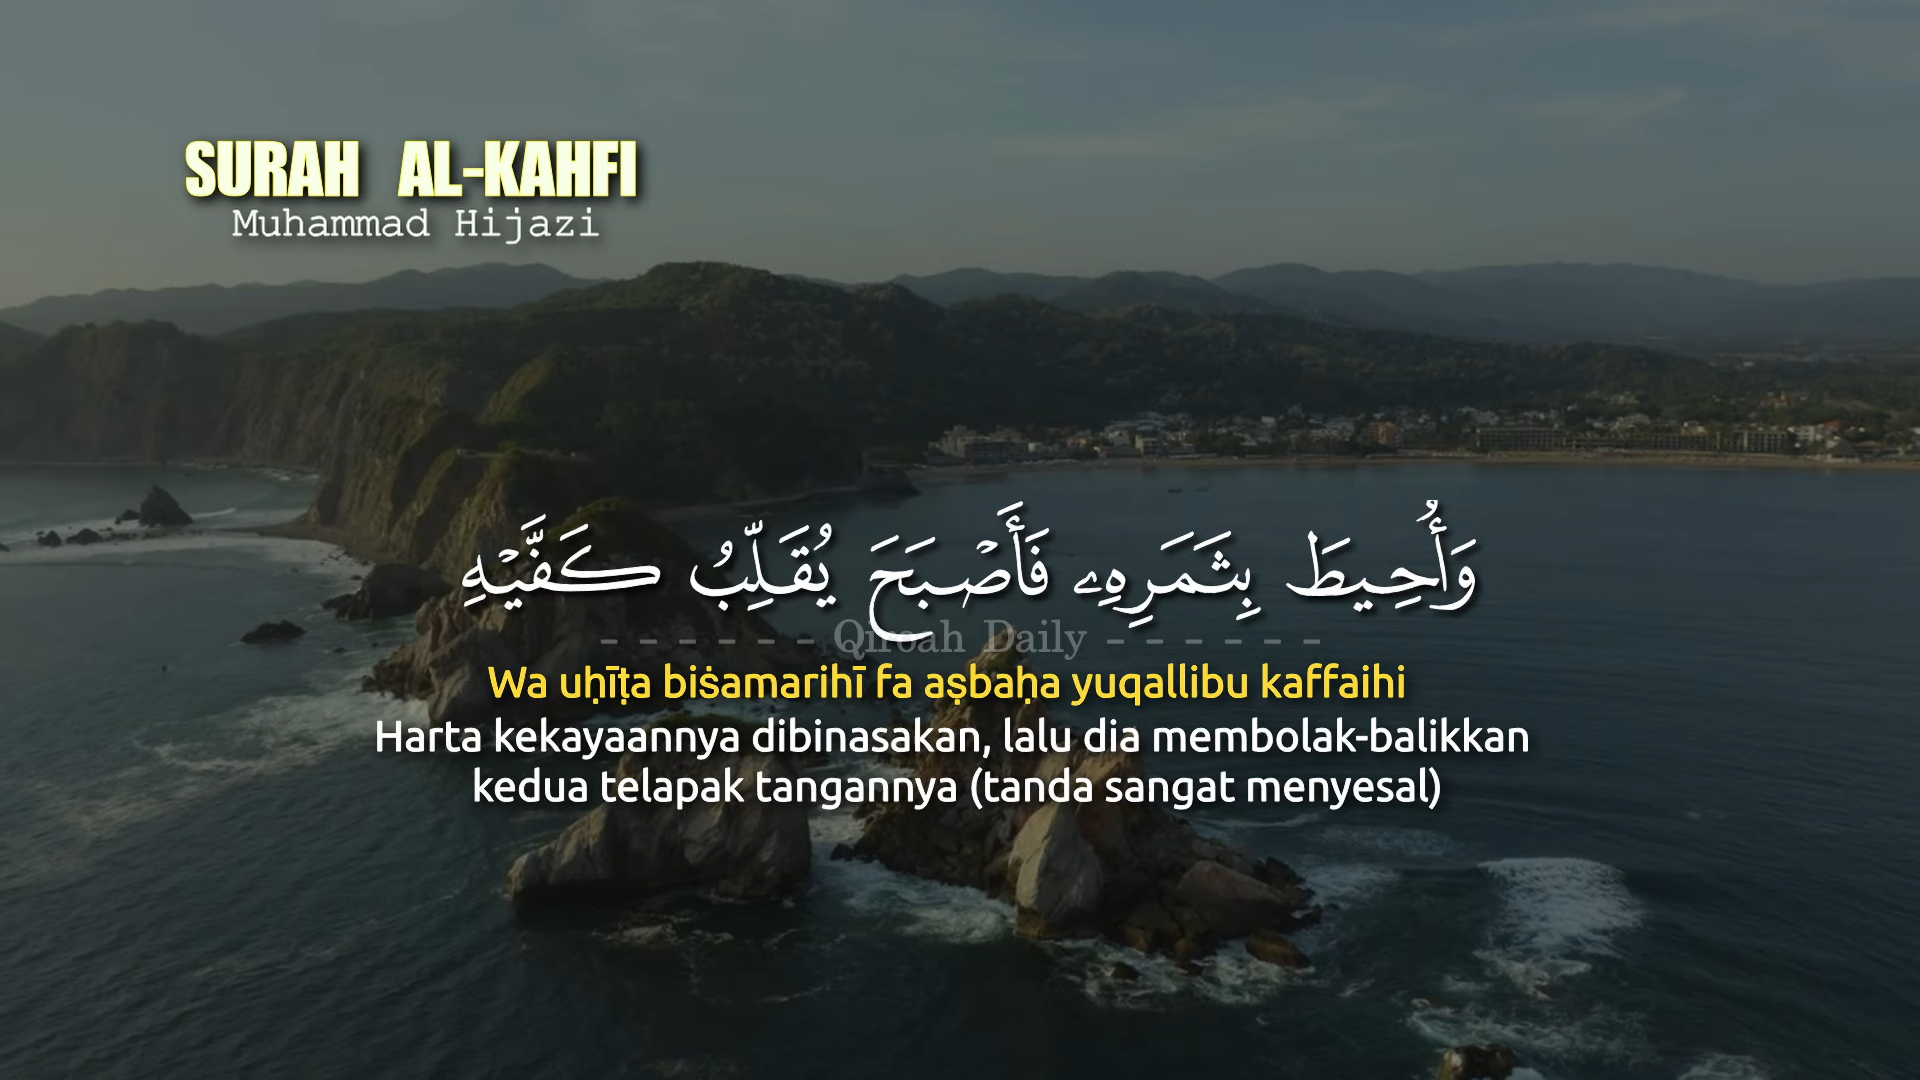 SURAH AL-KAHFI
Muhammad Hijazi
وَأُحِيطَ بِثَمَرِهِۦ فَأَصْبَحَ يُقَلِّبُ كَفَّيْهِ
- - - - - - Qiroah Daily - - - - - -
Wa uḥīṭa biṡamarihī fa aṣbaḥa yuqallibu kaffaihi
Harta kekayaannya dibinasakan, lalu dia membolak-balikkan
kedua telapak tangannya (tanda sangat menyesal)